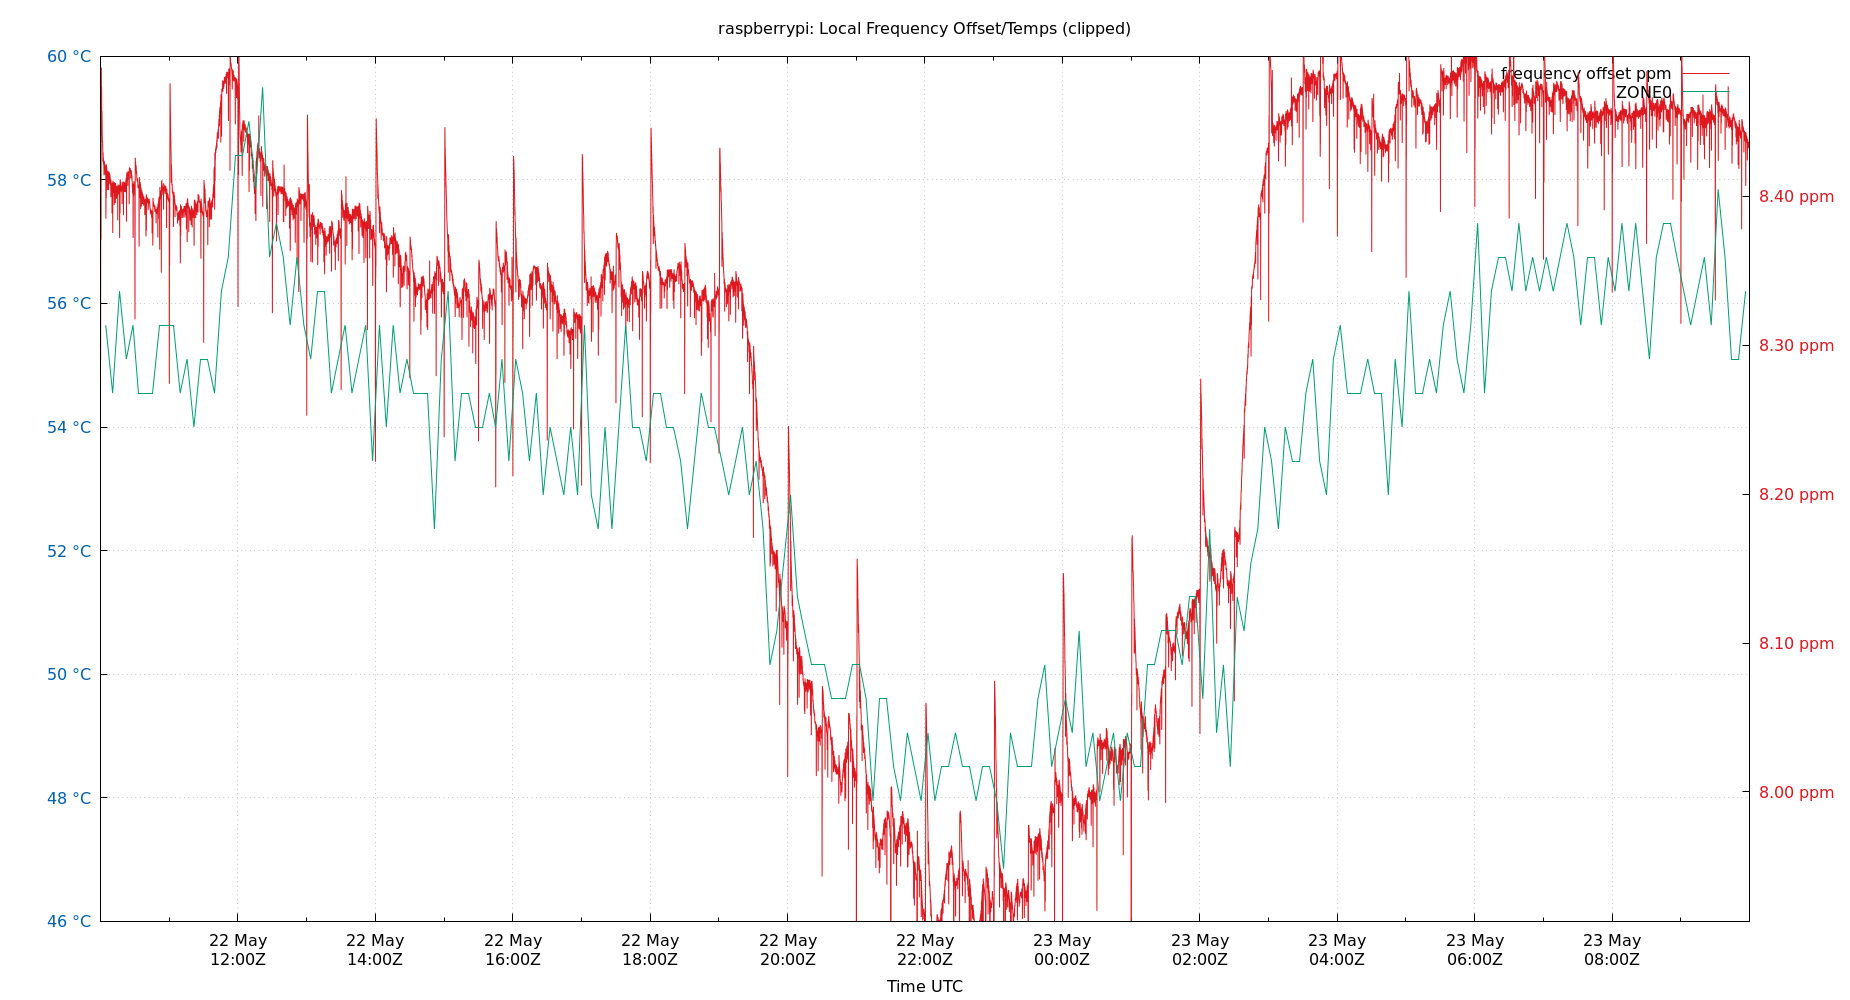 raspberrypi: Local Frequency Offset/Temps (clipped)
60 °C
58 °C
56 °C
54 °C
52 °C
50 °C
48 °C
46 °C
frequency offset ppm
ZONE0
8.40 ppm
8.30 ppm
8.20 ppm
8.10 ppm
8.00 ppm
22 May
12:00Z
22 May
14:00Z
22 May
16:00Z
22 May
18:00Z
22 May
20:00Z
22 May
22:00Z
23 May
00:00Z
23 May
02:00Z
23 May
04:00Z
23 May
06:00Z
23 May
08:00Z
Time UTC